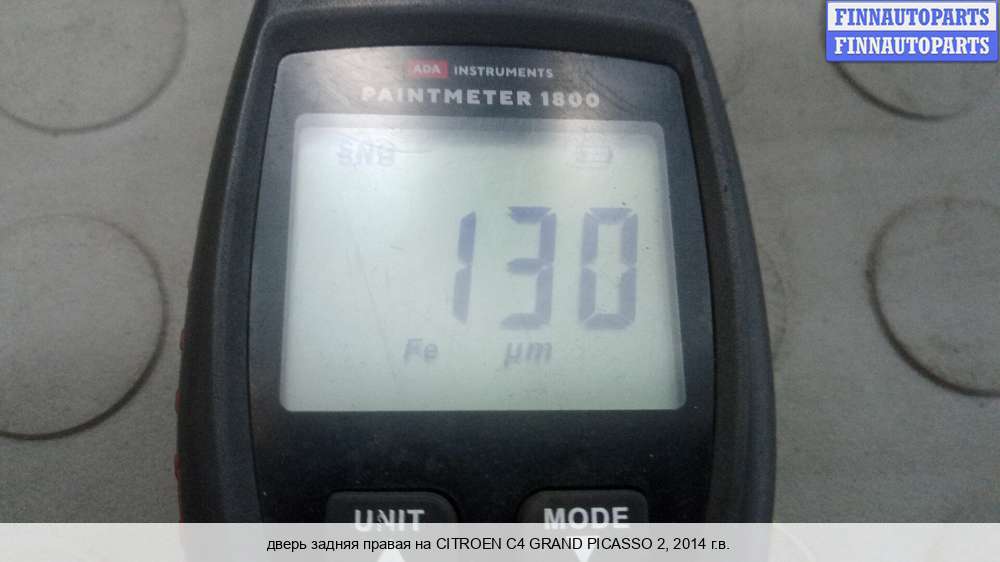 FINNAUTOPARTS
FINNAUTOPARTS
ADA INSTRUMENTS
PAINTMETER 1800
130
Fe µm
UNIT MODE
дверь задняя правая на CITROEN C4 GRAND PICASSO 2, 2014 г.в.